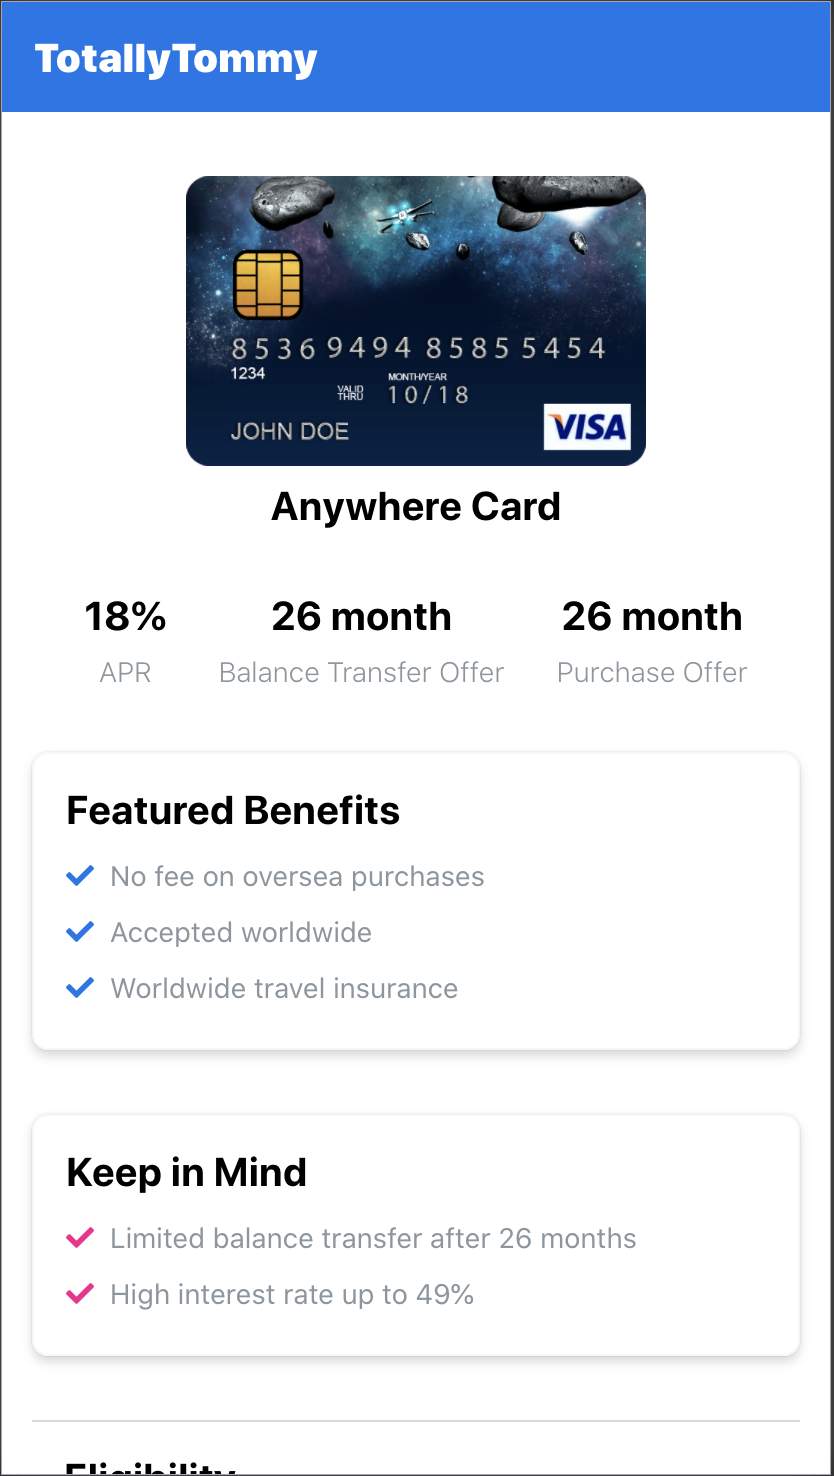 TotallyTommy
8536 9494 8585 5454
1234
MONTH/YEAR
VALID
THRU
10/18
JOHN DOE
VISA
Anywhere Card
18% 26 month 26 month
APR Balance Transfer Offer Purchase Offer
Featured Benefits
No fee on oversea purchases
Accepted worldwide
Worldwide travel insurance
Keep in Mind
Limited balance transfer after 26 months
High interest rate up to 49%
Eligibility